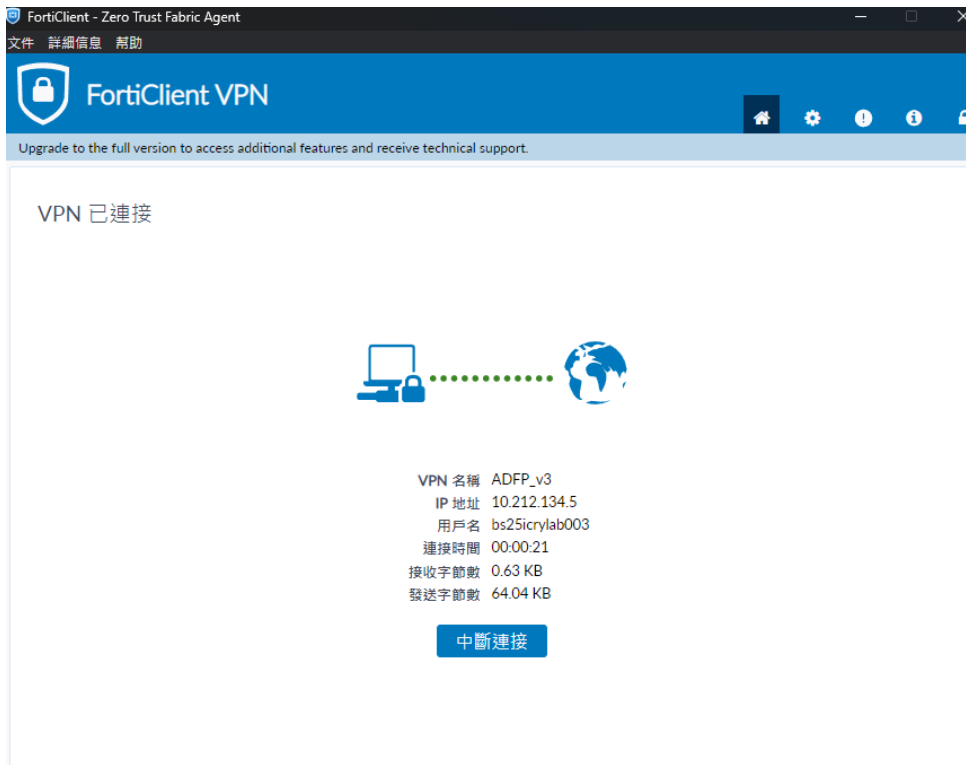 FortiClient - Zero Trust Fabric Agent
文件 詳細信息 幫助
FortiClient VPN
Upgrade to the full version to access additional features and receive technical support.
VPN 已連接
VPN 名稱 ADFP_v3
IP 地址 10.212.134.5
用戶名 bs25icrylab003
連接時間 00:00:21
接收字節數 0.63 KB
發送字節數 64.04 KB
中斷連接